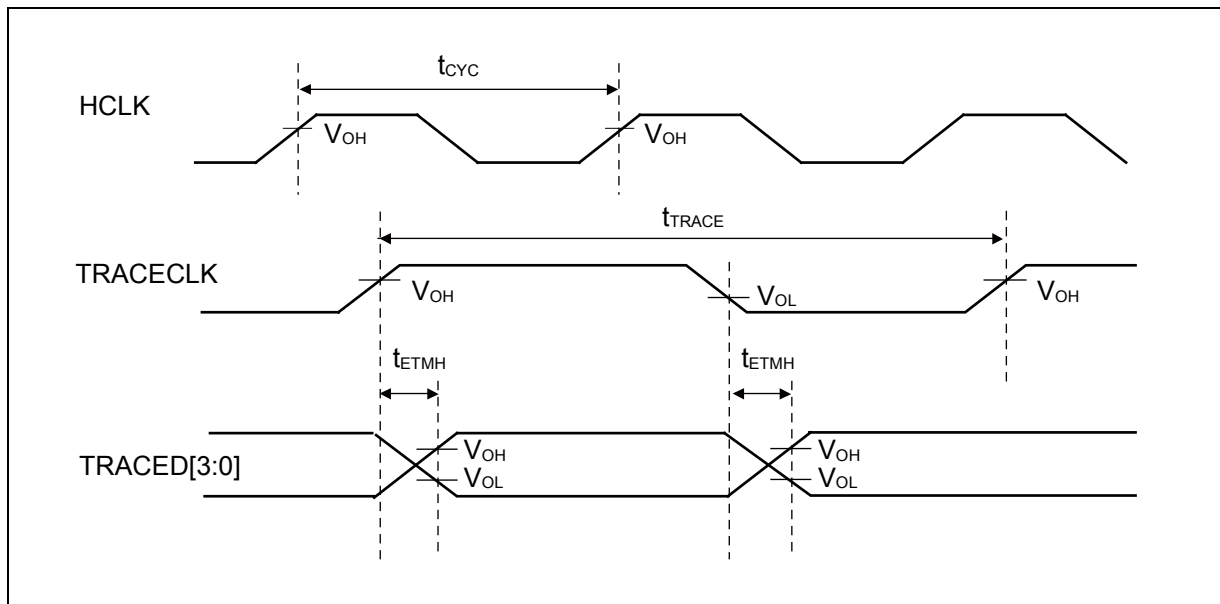 tCYC
HCLK
VOH
VOH
tTRACE
TRACECLK
VOH
VOL
VOH
tETMH
tETMH
TRACED[3:0]
VOH
VOL
VOH
VOL